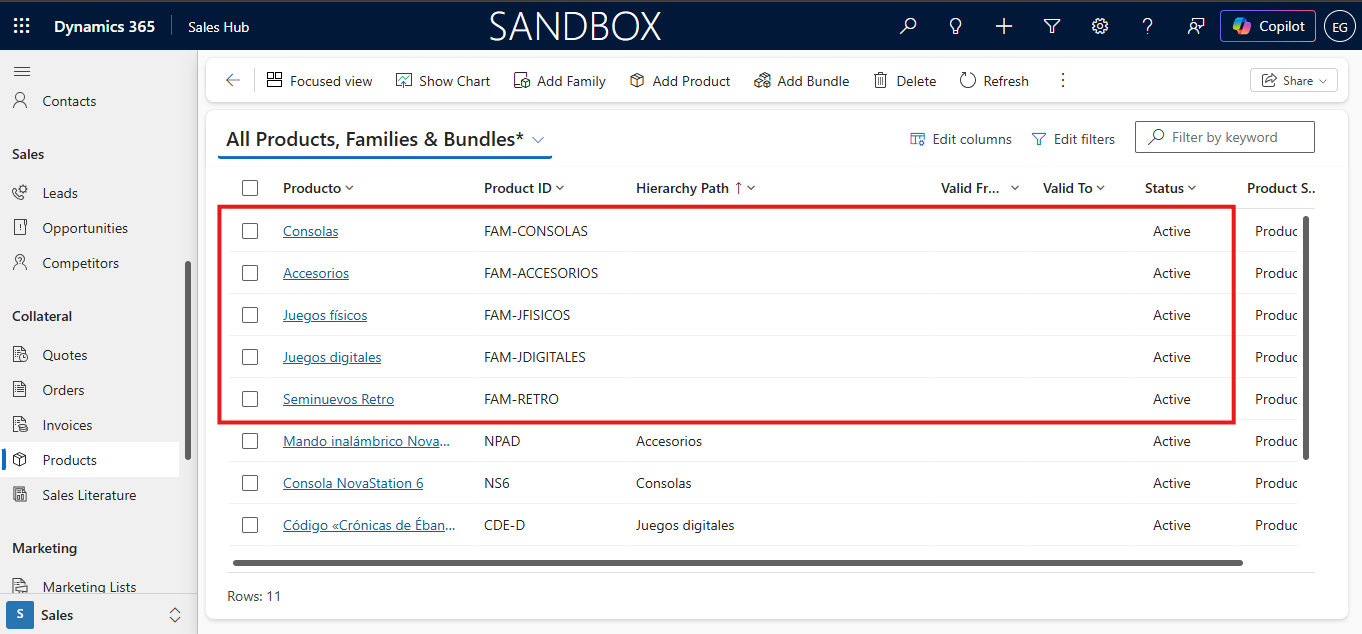 Dynamics 365 Sales Hub SANDBOX Copilot EG
Focused view Show Chart Add Family Add Product Add Bundle Delete Refresh Share
Contacts
Sales
Leads
Opportunities
Competitors
Collateral
Quotes
Orders
Invoices
Products
Sales Literature
Marketing
Marketing Lists
S Sales
All Products, Families & Bundles* Edit columns Edit filters Filter by keyword
Producto Product ID Hierarchy Path ↑ Valid Fr... Valid To Status Product S..
Consolas FAM-CONSOLAS Active Produc
Accesorios FAM-ACCESORIOS Active Produc
Juegos físicos FAM-JFISICOS Active Produc
Juegos digitales FAM-JDIGITALES Active Produc
Seminuevos Retro FAM-RETRO Active Produc
Mando inalámbrico Nova... NPAD Accesorios Active Produc
Consola NovaStation 6 NS6 Consolas Active Produc
Código «Crónicas de Éban... CDE-D Juegos digitales Active Produc
Rows: 11